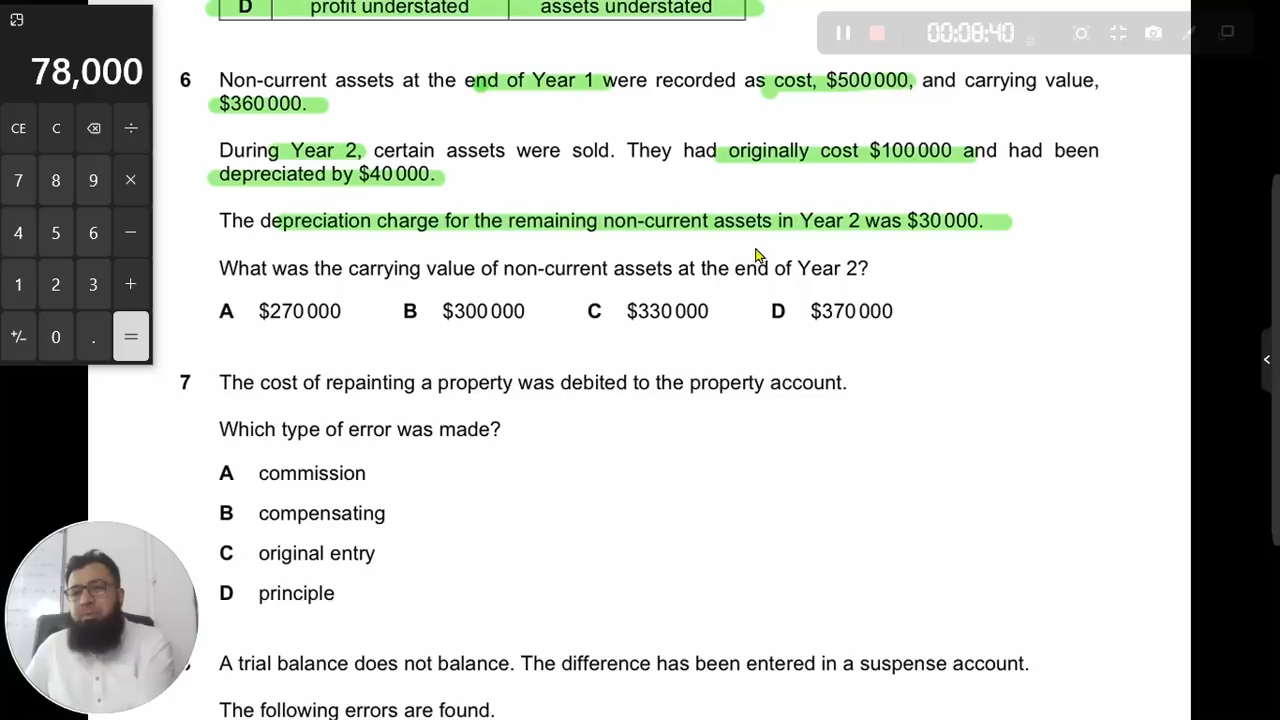 D profit understated assets understated
00:08:40
78,000
CE C ÷
7 8 9 ×
4 5 6 −
1 2 3 +
+/- 0 . =
6 Non-current assets at the end of Year 1 were recorded as cost, $500 000, and carrying value,
$360 000.
During Year 2, certain assets were sold. They had originally cost $100 000 and had been
depreciated by $40 000.
The depreciation charge for the remaining non-current assets in Year 2 was $30 000.
What was the carrying value of non-current assets at the end of Year 2?
A $270 000 B $300 000 C $330 000 D $370 000
7 The cost of repainting a property was debited to the property account.
Which type of error was made?
A commission
B compensating
C original entry
D principle
A trial balance does not balance. The difference has been entered in a suspense account.
The following errors are found.